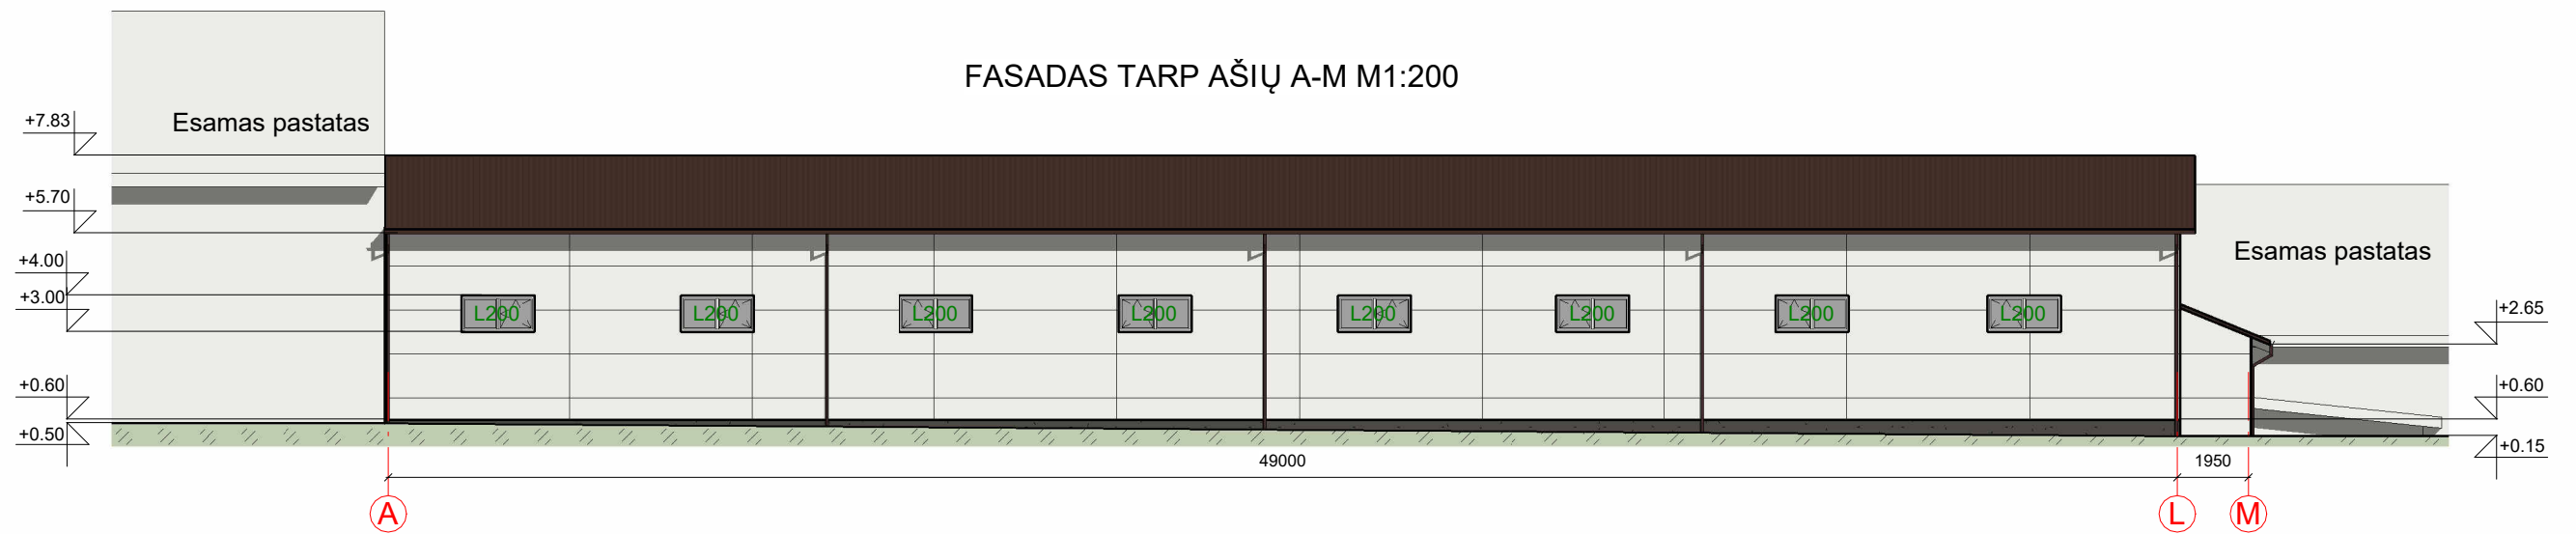 FASADAS TARP AŠIŲ A-M M1:200
Esamas pastatas
+7.83
+5.70
+4.00
+3.00
+0.60
+0.50
L200 L200 L200 L200 L200 L200 L200 L200
Esamas pastatas
+2.65
+0.60
+0.15
49000 1950
A L M